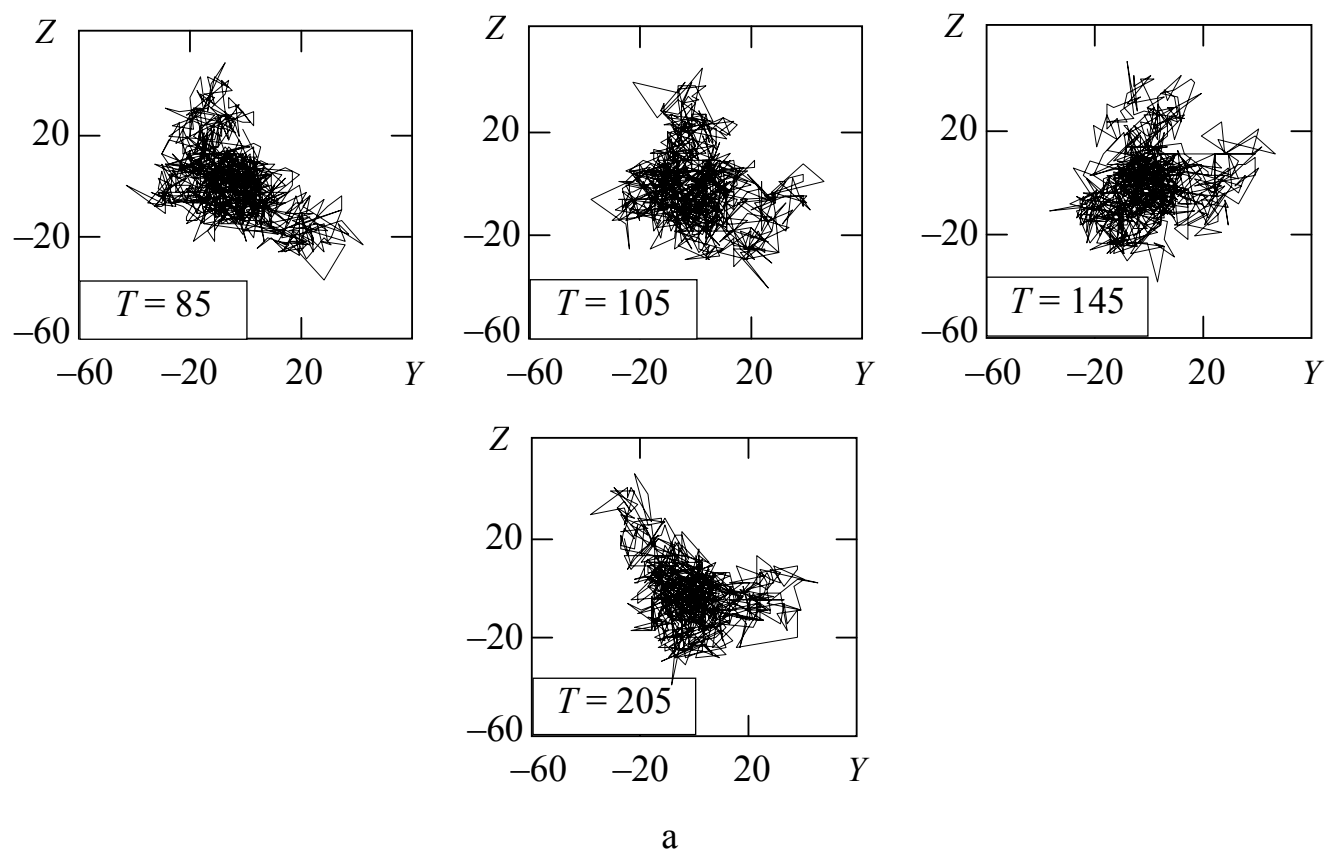 Z Z Z
20 20 20
–20 –20 –20
T = 85 T = 105 T = 145
–60 –60 –60
–60 –20 20 Y –60 –20 20 Y –60 –20 20 Y
Z
20
–20
T = 205
–60
–60 –20 20 Y
a